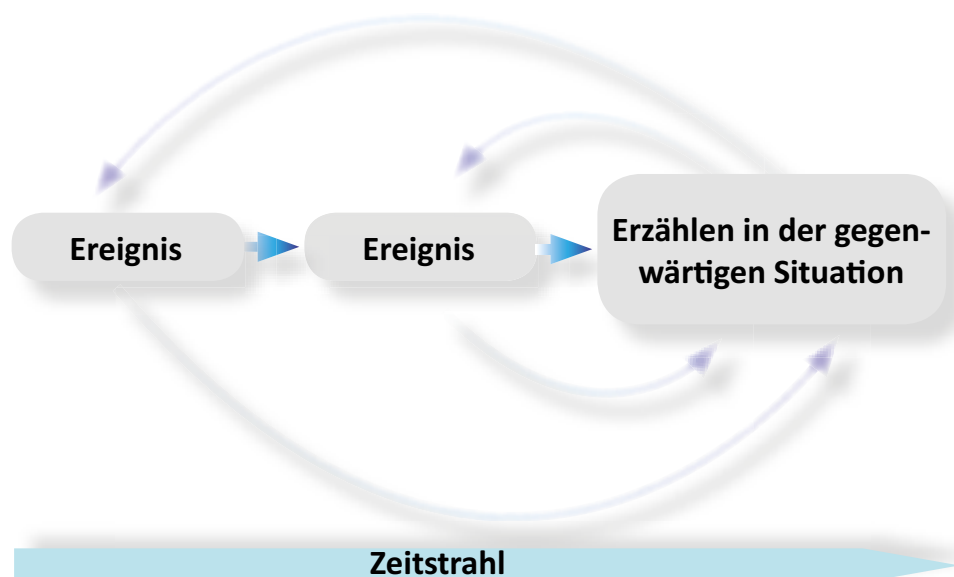 Ereignis
Ereignis
Erzählen in der gegen-
wärtigen Situation
Zeitstrahl